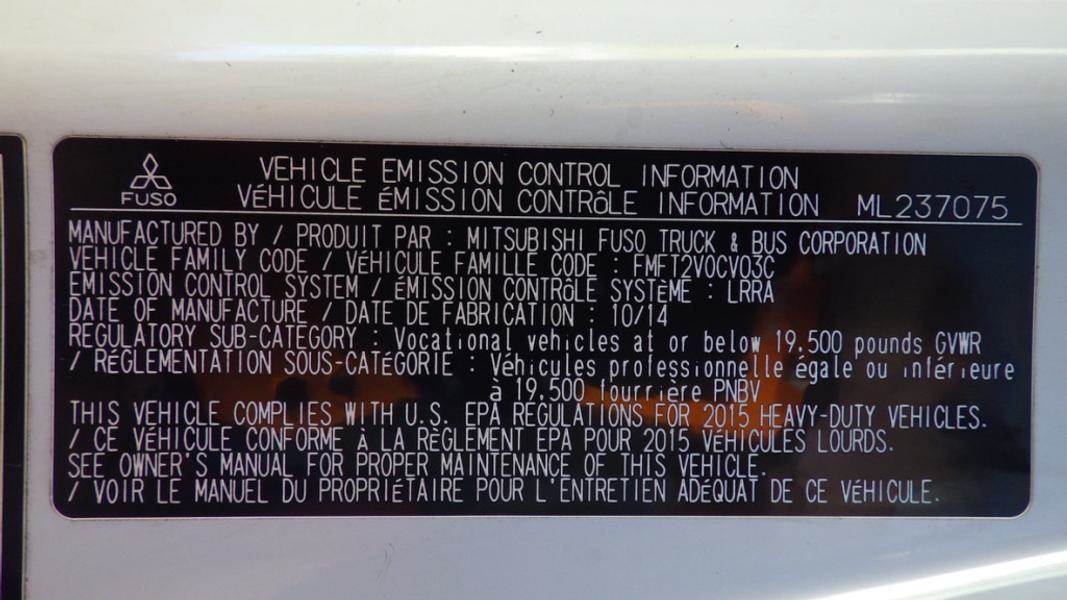 FUSO
VEHICLE EMISSION CONTROL INFORMATION
VÉHICULE ÉMISSION CONTRÔLE INFORMATION ML237075
MANUFACTURED BY / PRODUIT PAR : MITSUBISHI FUSO TRUCK & BUS CORPORATION
VEHICLE FAMILY CODE / VÉHICULE FAMILLE CODE : FMFT2VOCV03C
EMISSION CONTROL SYSTEM / ÉMISSION CONTRÔLE SYSTÈME : LRRA
DATE OF MANUFACTURE / DATE DE FABRICATION : 10/14
REGULATORY SUB-CATEGORY : Vocational vehicles at or below 19,500 pounds GVWR
/ RÉGLEMENTATION SOUS-CATÉGORIE : Véhicules professionnelle égale ou inférieure
à 19,500 fourrière PNBV
THIS VEHICLE COMPLIES WITH U.S. EPA REGULATIONS FOR 2015 HEAVY-DUTY VEHICLES.
/ CE VÉHICULE CONFORME À LA RÈGLEMENT EPA POUR 2015 VÉHICULES LOURDS.
SEE OWNER'S MANUAL FOR PROPER MAINTENANCE OF THIS VEHICLE.
/ VOIR LE MANUEL DU PROPRIÉTAIRE POUR L'ENTRETIEN ADÉQUAT DE CE VÉHICULE.